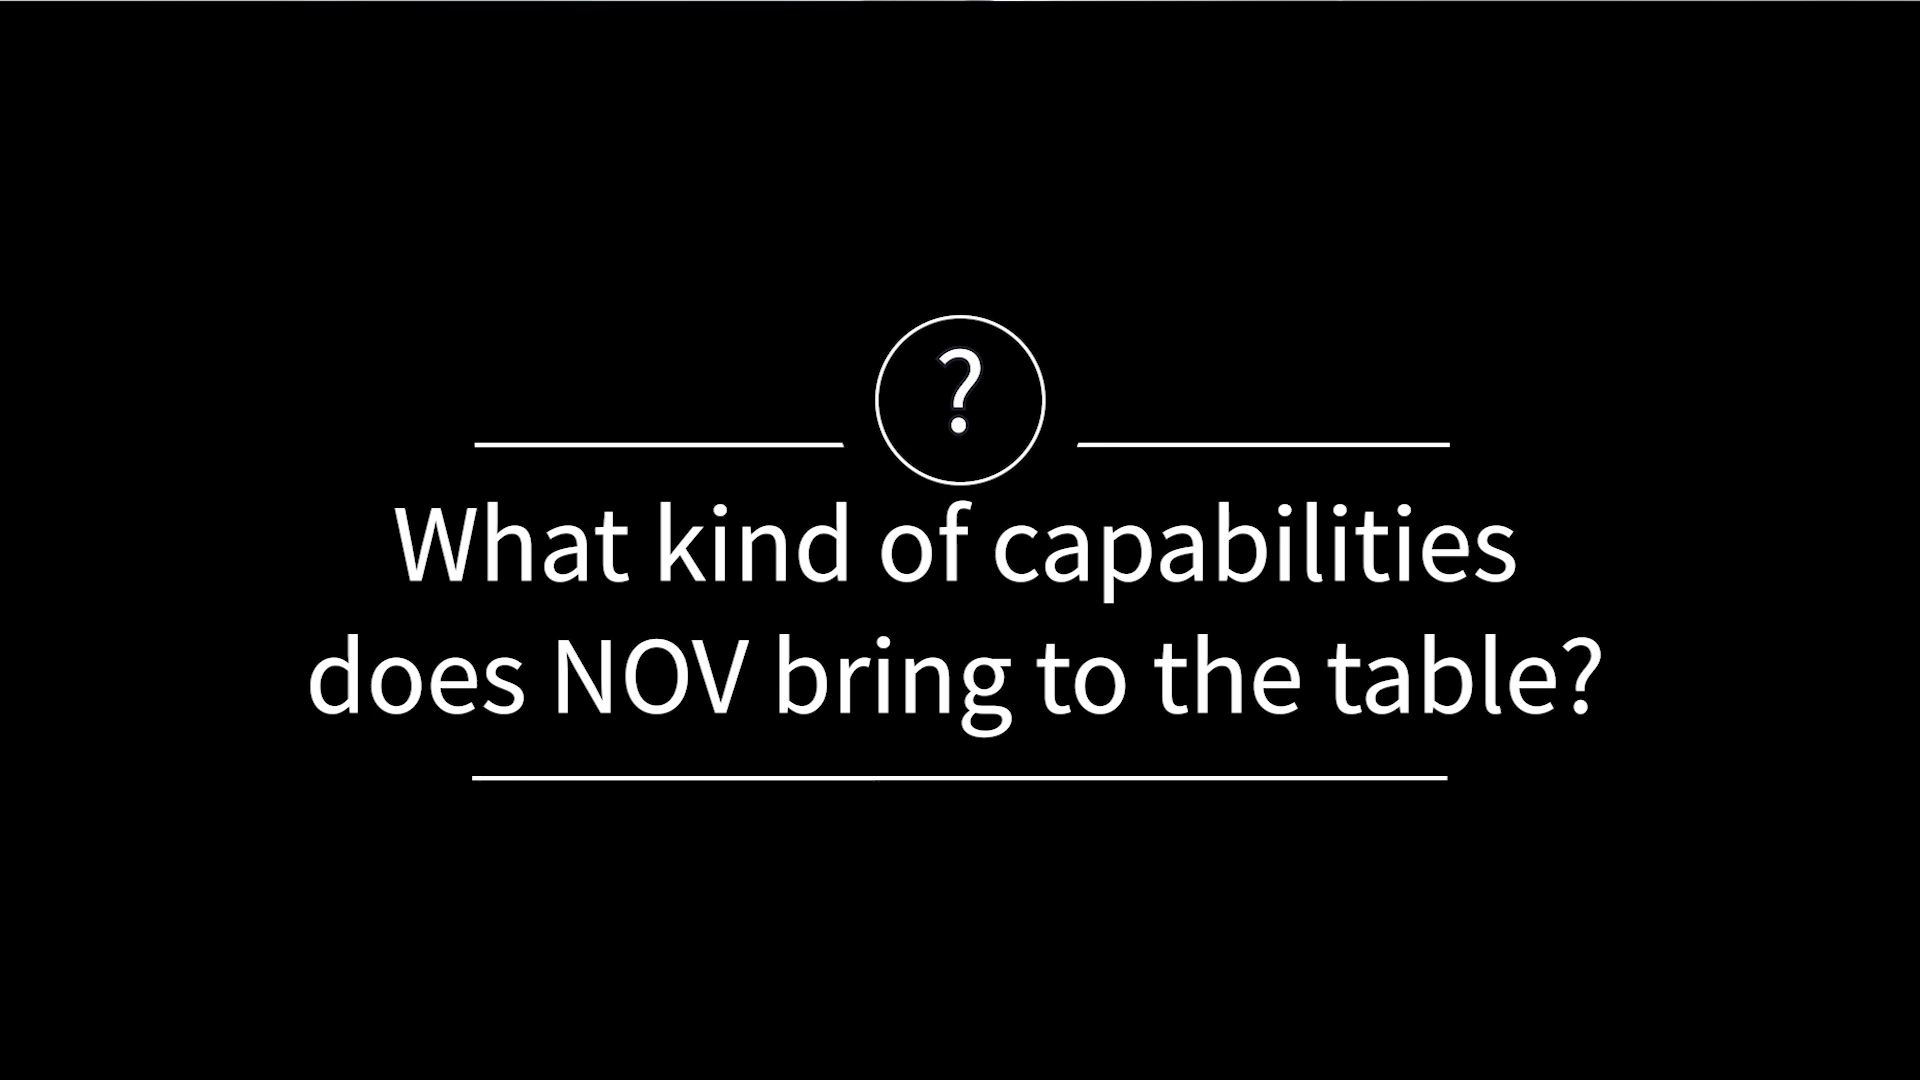 ?
What kind of capabilities
does NOV bring to the table?